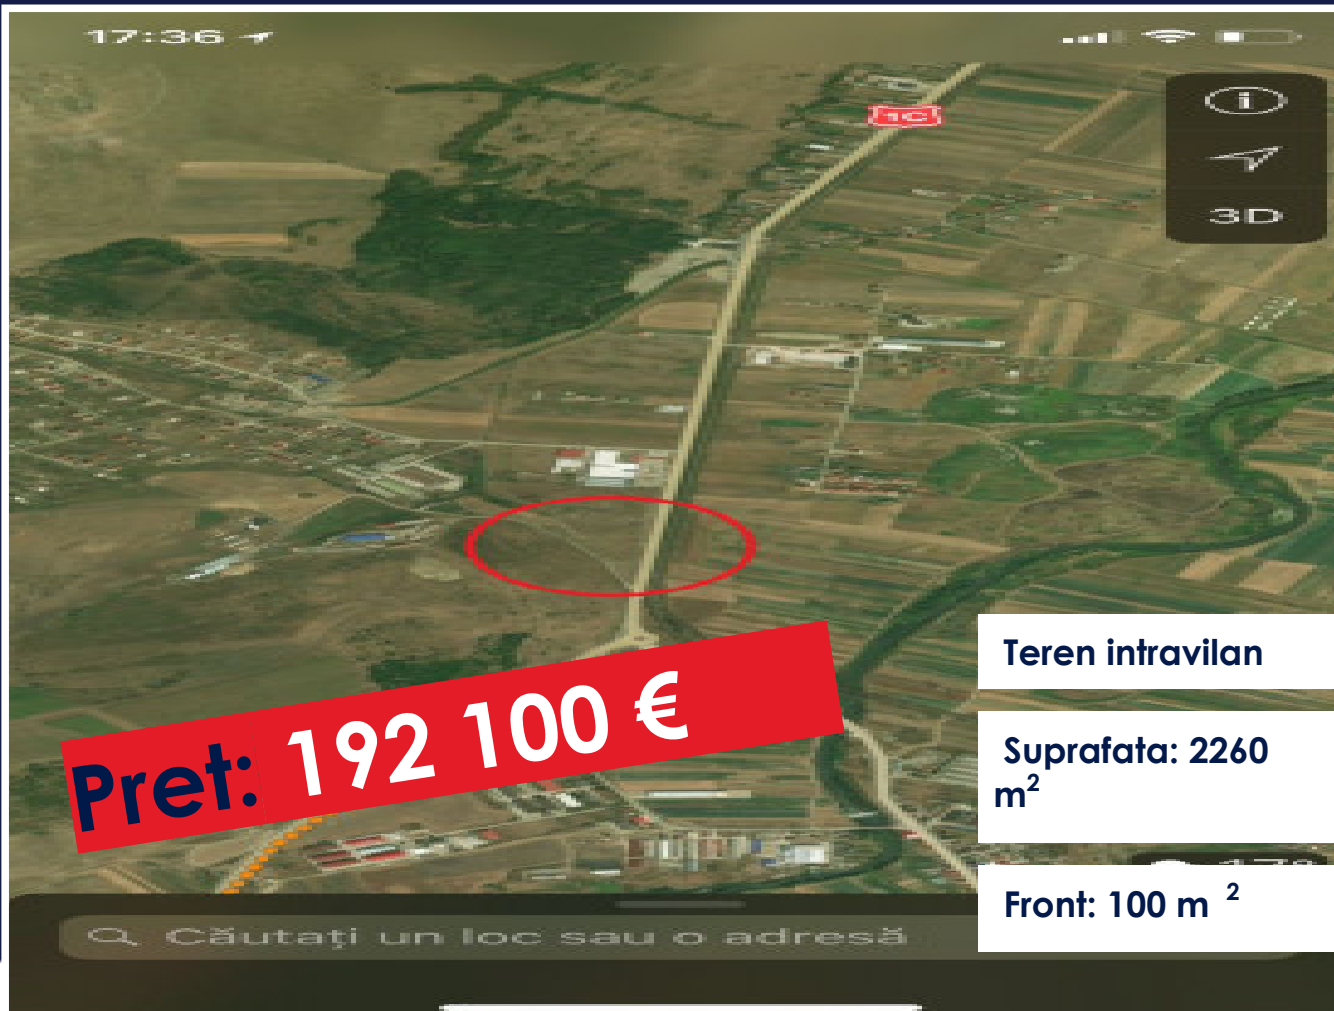 17:36
1C
3D
Pret: 192 100 €
Teren intravilan
Suprafata: 2260
m²
Front: 100 m ²
Căutați un loc sau o adresă